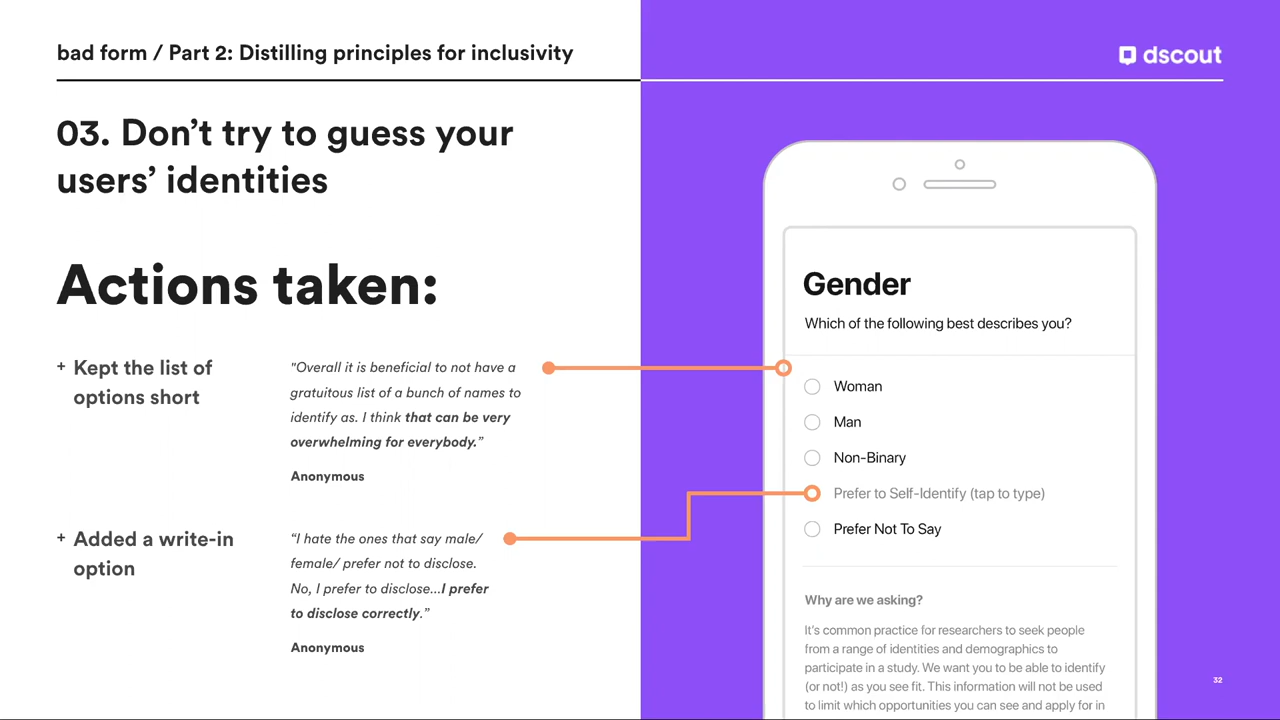 bad form / Part 2: Distilling principles for inclusivity
dscout
03. Don’t try to guess your
users’ identities
Actions taken:
+ Kept the list of
options short
"Overall it is beneficial to not have a
gratuitous list of a bunch of names to
identify as. I think that can be very
overwhelming for everybody.”
Anonymous
+ Added a write-in
option
“I hate the ones that say male/
female/ prefer not to disclose.
No, I prefer to disclose...I prefer
to disclose correctly.”
Anonymous
Gender
Which of the following best describes you?
Woman
Man
Non-Binary
Prefer to Self-Identify (tap to type)
Prefer Not To Say
Why are we asking?
It's common practice for researchers to seek people
from a range of identities and demographics to
participate in a study. We want you to be able to identify
(or not!) as you see fit. This information will not be used
to limit which opportunities you can see and apply for in
32